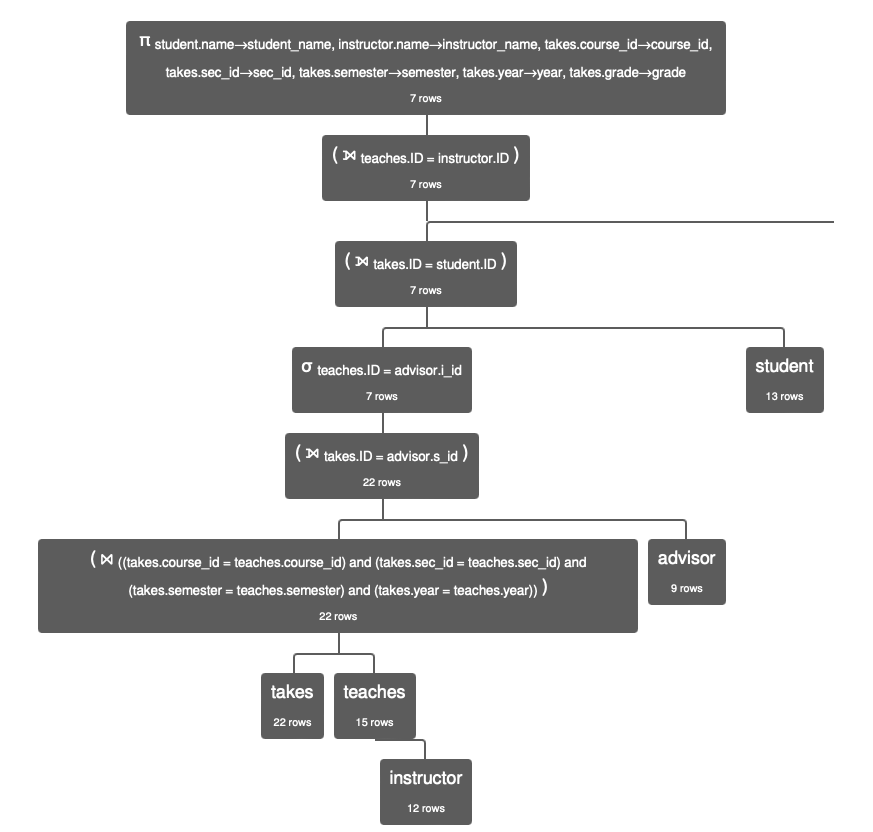 π student.name→student_name, instructor.name→instructor_name, takes.course_id→course_id,
takes.sec_id→sec_id, takes.semester→semester, takes.year→year, takes.grade→grade
7 rows
( ⟕ teaches.ID = instructor.ID )
7 rows
( ⟕ takes.ID = student.ID )
7 rows
σ teaches.ID = advisor.i_id
7 rows
student
13 rows
( ⟕ takes.ID = advisor.s_id )
22 rows
( ⋈ ((takes.course_id = teaches.course_id) and (takes.sec_id = teaches.sec_id) and
(takes.semester = teaches.semester) and (takes.year = teaches.year)) )
22 rows
advisor
9 rows
takes
22 rows
teaches
15 rows
instructor
12 rows